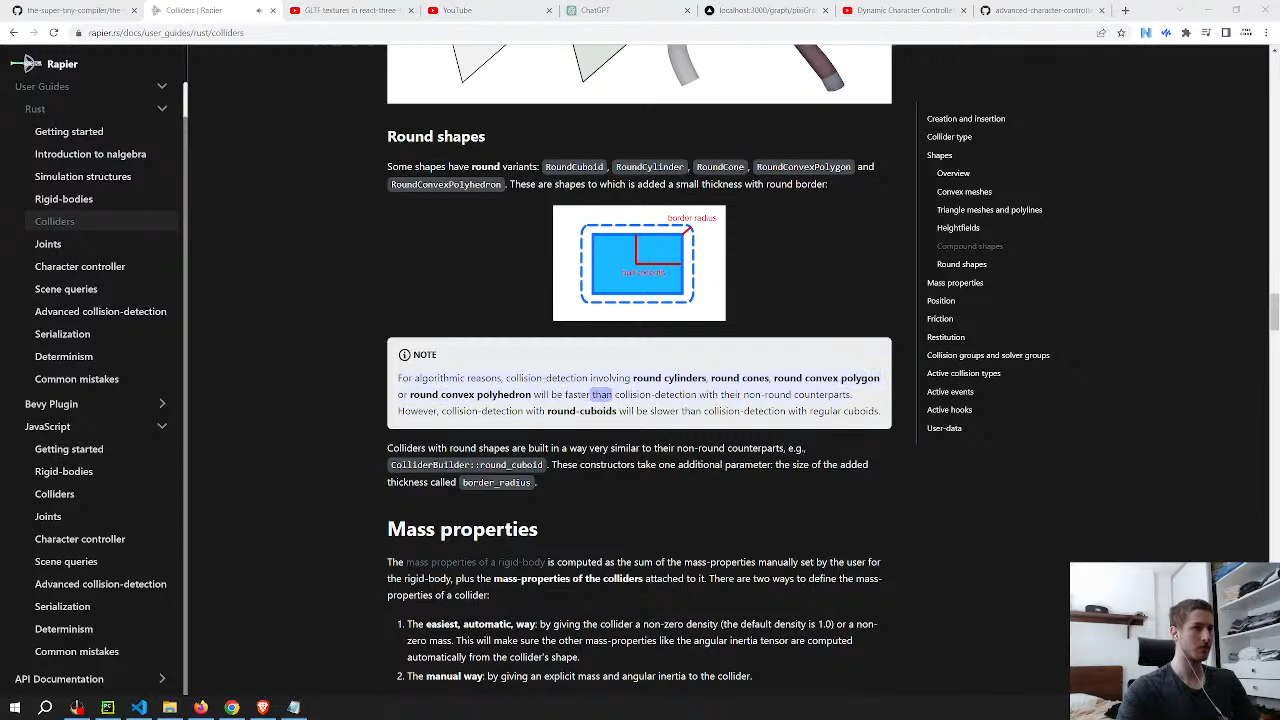 the-super-tiny-compiler/the-
Colliders | Rapier
GLTF textures in react-three-
YouTube
ChatGPT
localhost:3000/graph/pixiGra
Dynamic Character Controlle
advanced-character-controll
rapier.rs/docs/user_guides/rust/colliders
Rapier
User Guides
Rust
Getting started
Introduction to nalgebra
Simulation structures
Rigid-bodies
Colliders
Joints
Character controller
Scene queries
Advanced collision-detection
Serialization
Determinism
Common mistakes
Bevy Plugin
JavaScript
Getting started
Rigid-bodies
Colliders
Joints
Character controller
Scene queries
Advanced collision-detection
Serialization
Determinism
Common mistakes
API Documentation
Round shapes
Some shapes have round variants: RoundCuboid, RoundCylinder, RoundCone, RoundConvexPolygon and
RoundConvexPolyhedron. These are shapes to which is added a small thickness with round border:
border radius
half extents
NOTE
For algorithmic reasons, collision-detection involving round cylinders, round cones, round convex polygon
or round convex polyhedron will be faster than collision-detection with their non-round counterparts.
However, collision-detection with round-cuboids will be slower than collision-detection with regular cuboids.
Colliders with round shapes are built in a way very similar to their non-round counterparts, e.g.,
ColliderBuilder::round_cuboid. These constructors take one additional parameter: the size of the added
thickness called border_radius.
Mass properties
The mass properties of a rigid-body is computed as the sum of the mass-properties manually set by the user for
the rigid-body, plus the mass-properties of the colliders attached to it. There are two ways to define the mass-
properties of a collider:
1. The easiest, automatic, way: by giving the collider a non-zero density (the default density is 1.0) or a non-
zero mass. This will make sure the other mass-properties like the angular inertia tensor are computed
automatically from the collider's shape.
2. The manual way: by giving an explicit mass and angular inertia to the collider.
Creation and insertion
Collider type
Shapes
Overview
Convex meshes
Triangle meshes and polylines
Heightfields
Compound shapes
Round shapes
Mass properties
Position
Friction
Restitution
Collision groups and solver groups
Active collision types
Active events
Active hooks
User-data